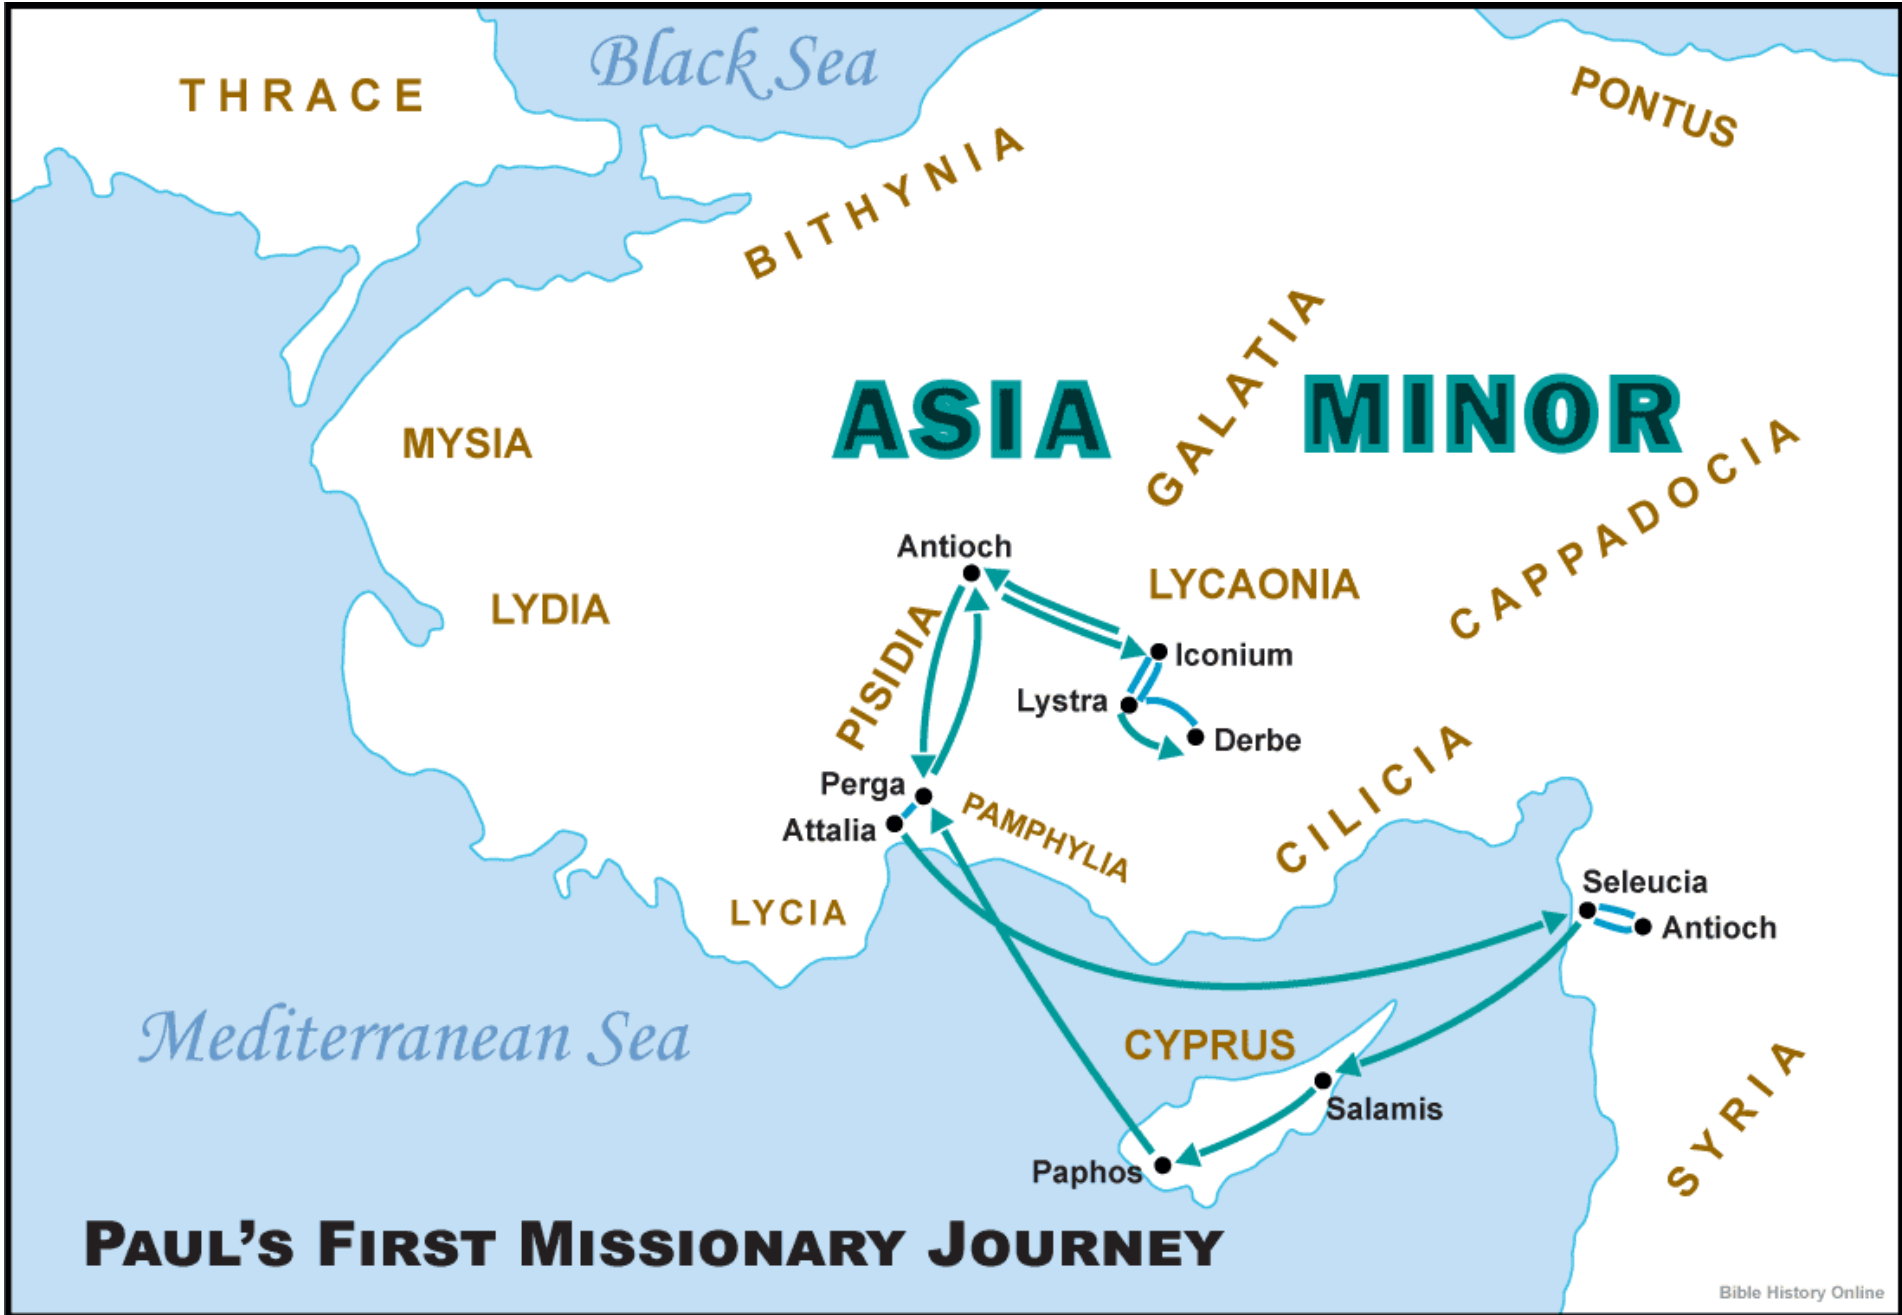 Black Sea
THRACE
PONTUS
BITHYNIA
GALATIA
ASIA MINOR
MYSIA
CAPPADOCIA
Antioch
LYCAONIA
LYDIA
PISIDIA
Iconium
Lystra
Derbe
CILICIA
Perga
PAMPHYLIA
Attalia
Seleucia
LYCIA
Antioch
Mediterranean Sea
CYPRUS
SYRIA
Salamis
Paphos
PAUL'S FIRST MISSIONARY JOURNEY
Bible History Online